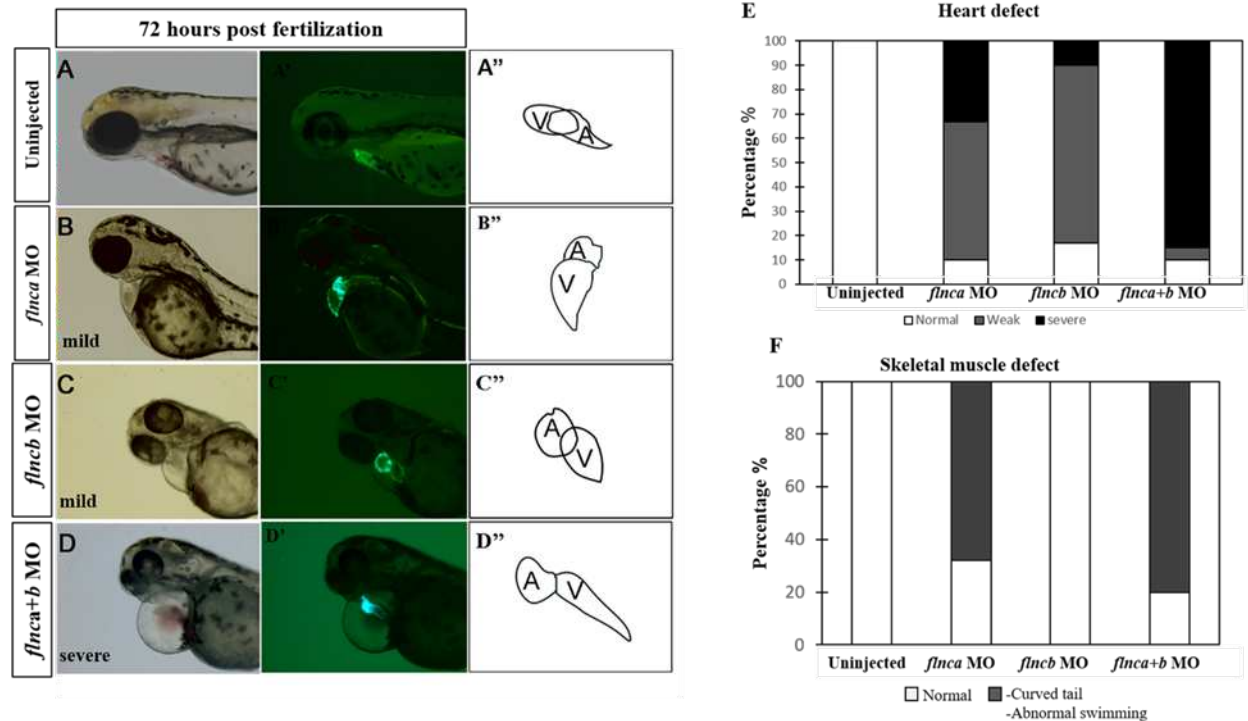 72 hours post fertilization
Uninjected
A
A'
A”
V
A
flnca MO
B
mild
B”
A
V
flncb MO
C
mild
C'
C”
A
V
flnca+b MO
D
severe
D'
D”
A
V
E
Heart defect
Percentage %
100
90
80
70
60
50
40
30
20
10
0
Uninjected flnca MO flncb MO flnca+b MO
Normal Weak severe
F
Skeletal muscle defect
Percentage %
100
80
60
40
20
0
Uninjected flnca MO flncb MO flnca+b MO
Normal -Curved tail
-Abnormal swimming